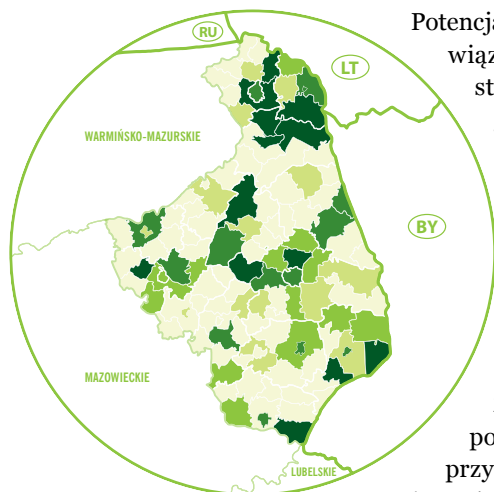 RU
LT
WARMIŃSKO-MAZURSKIE
BY
MAZOWIECKIE
LUBELSKIE
Potencja
wiąz
st
po
przy